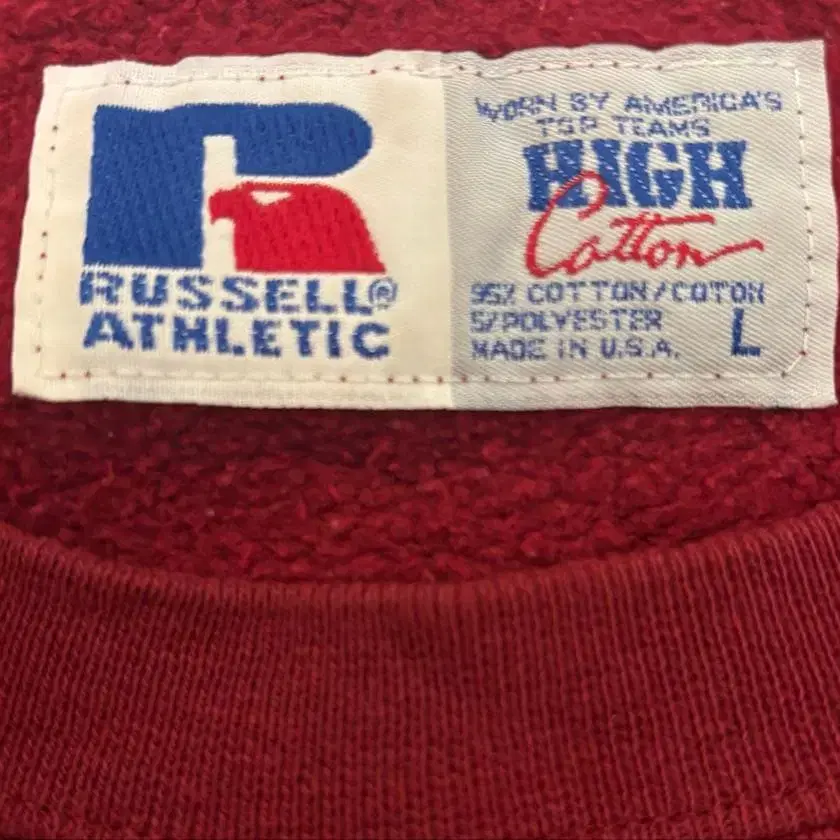 RUSSELL®
ATHLETIC
WORN BY AMERICA'S
TOP TEAMS
HIGH
Cotton
95% COTTON/COTON
5/POLYESTER
MADE IN U.S.A. L